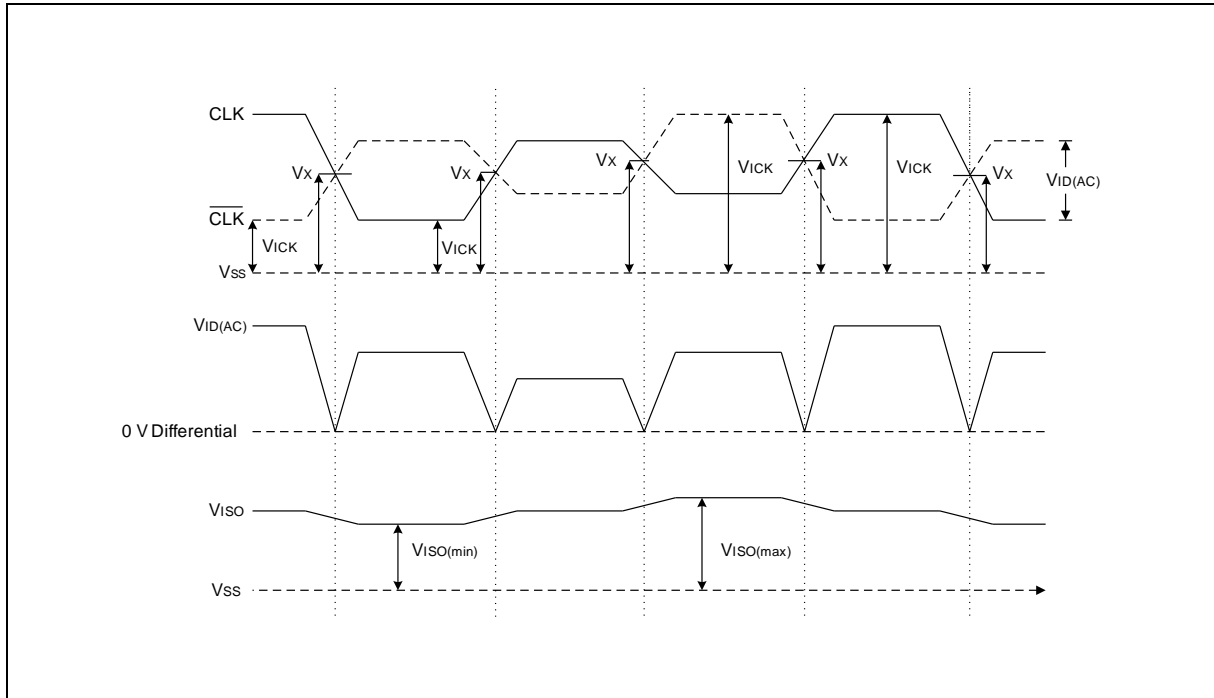 CLK
VX
VX
VX
VICK
VX
VICK
VX
VID(AC)
CLK
VICK
VICK
VSS
VID(AC)
0 V Differential
VISO
VISO(min)
VISO(max)
VSS